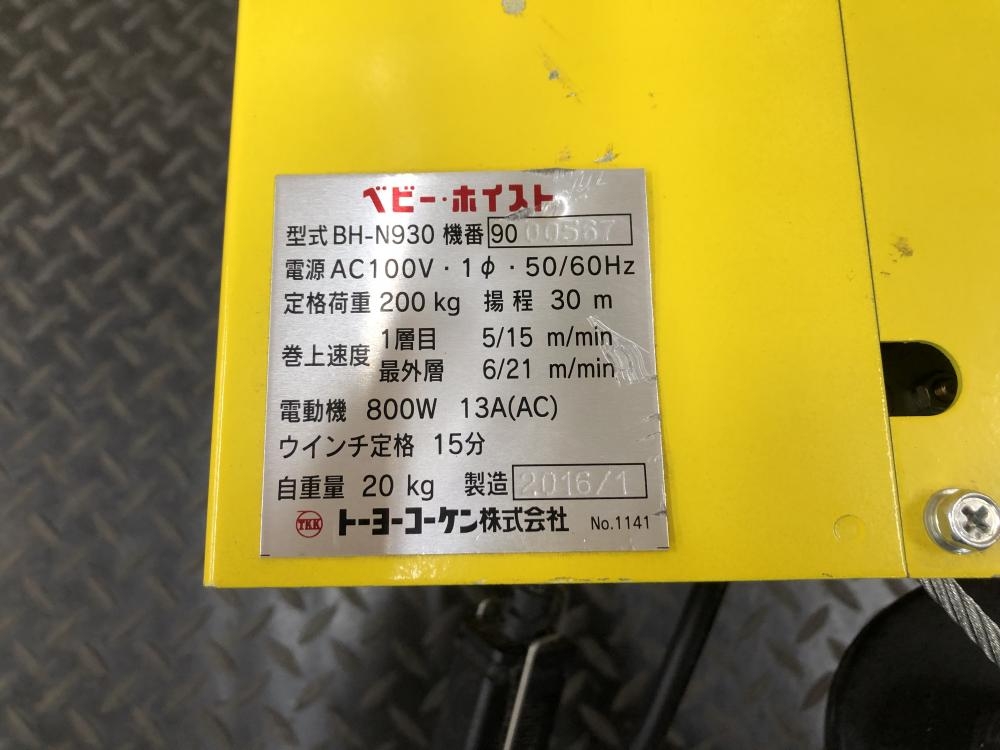 ベビー・ホイスト
型式 BH-N930 機番 90 00567
電源 AC100V・1φ・50/60Hz
定格荷重 200 kg 揚程 30 m
巻上速度 1層目 5/15 m/min
最外層 6/21 m/min
電動機 800W 13A(AC)
ウインチ定格 15分
自重量 20 kg 製造 2016/1
TKK トーヨーコーケン株式会社 No.1141